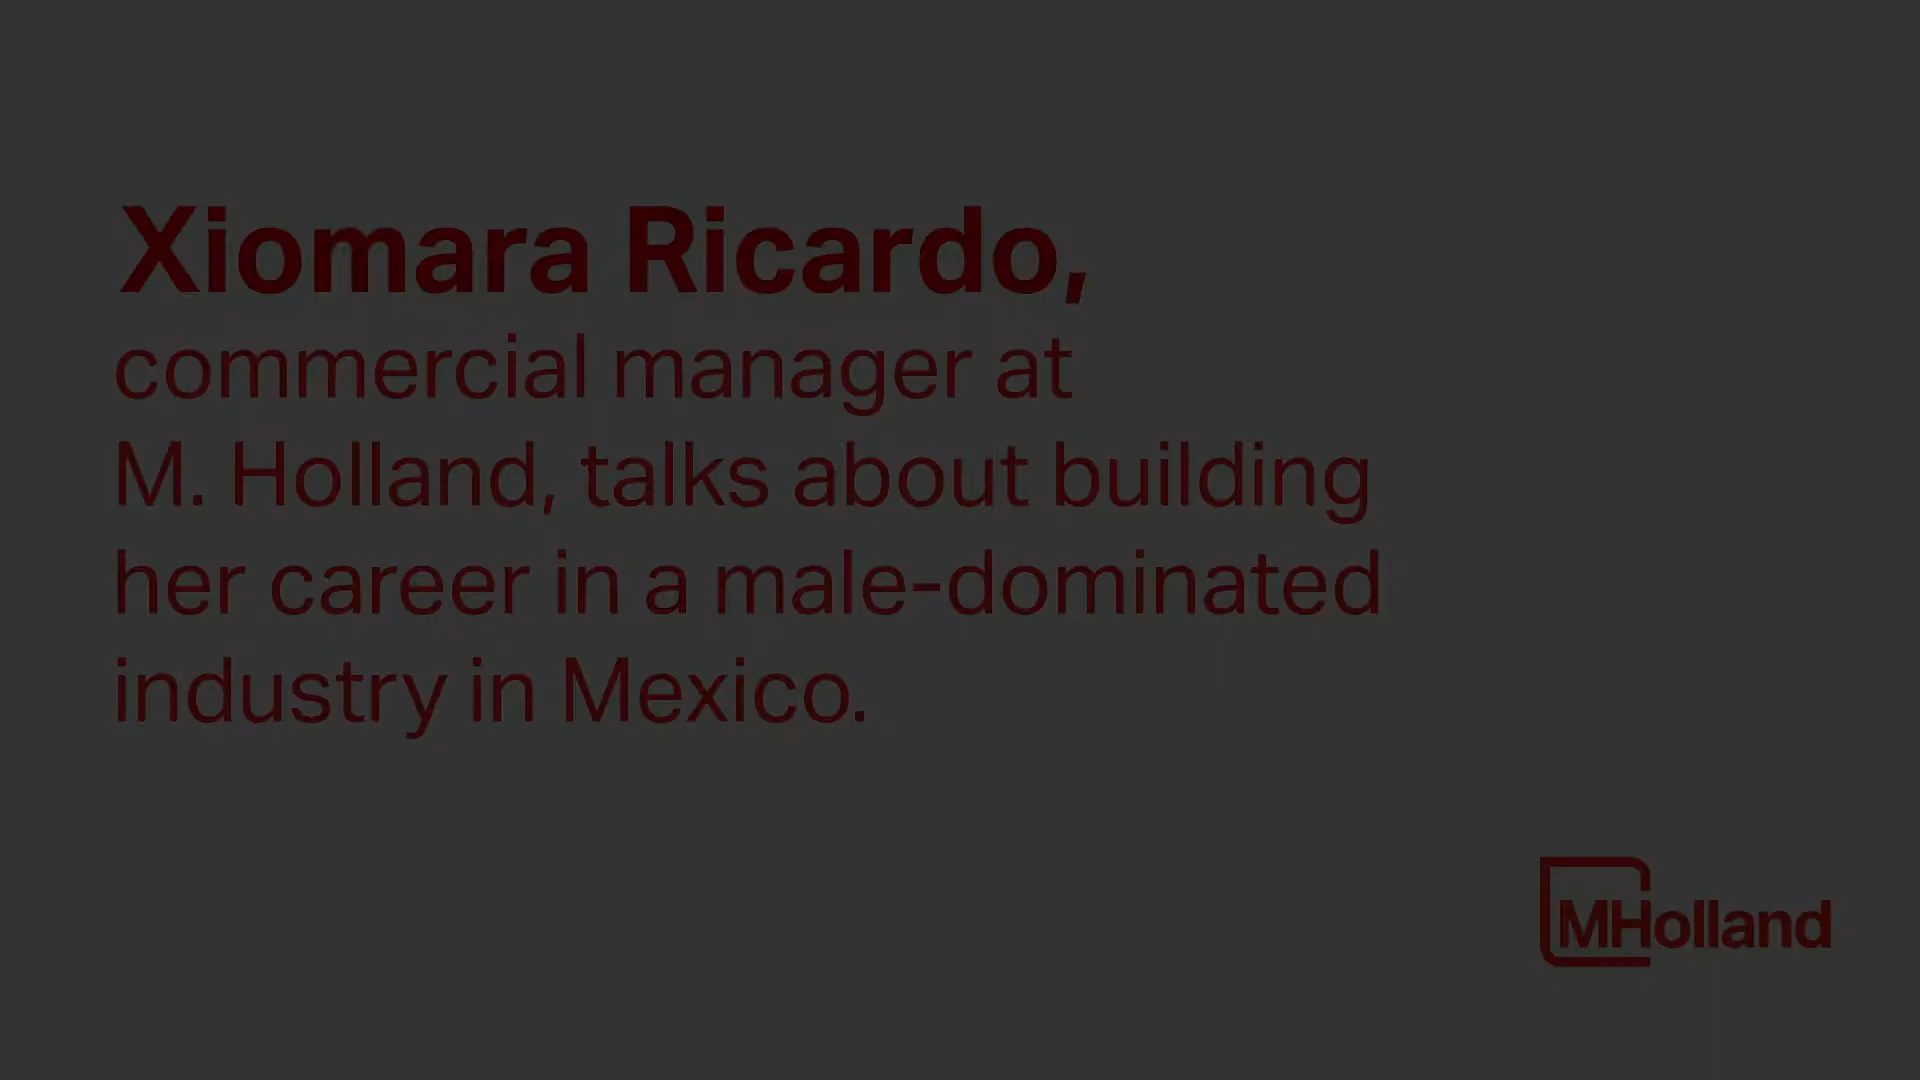 Xiomara Ricardo,
commercial manager at
M. Holland, talks about building
her career in a male-dominated
industry in Mexico.
MHolland